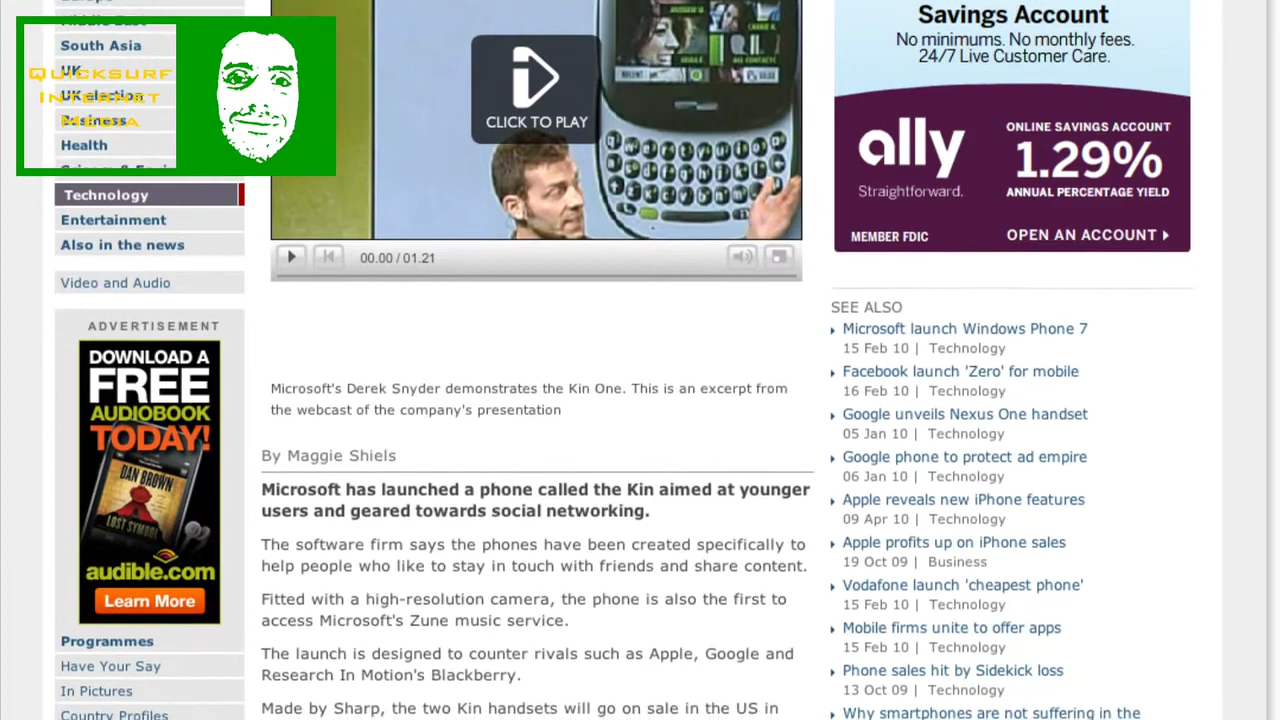 Middle East
South Asia
UK
UK election
Business
Health
Technology
Entertainment
Also in the news
Video and Audio
Quicksurf
Internet
Media
ADVERTISEMENT
DOWNLOAD A
FREE
AUDIOBOOK
TODAY!
DAN BROWN
LOST SYMBOL
audible.com
Learn More
Programmes
Have Your Say
In Pictures
Country Profiles
CLICK TO PLAY
00.00 / 01.21
Microsoft's Derek Snyder demonstrates the Kin One. This is an excerpt from
the webcast of the company's presentation
By Maggie Shiels
Microsoft has launched a phone called the Kin aimed at younger
users and geared towards social networking.
The software firm says the phones have been created specifically to
help people who like to stay in touch with friends and share content.
Fitted with a high-resolution camera, the phone is also the first to
access Microsoft's Zune music service.
The launch is designed to counter rivals such as Apple, Google and
Research In Motion's Blackberry.
Made by Sharp, the two Kin handsets will go on sale in the US in
Savings Account
No minimums. No monthly fees.
24/7 Live Customer Care.
ally
Straightforward.
ONLINE SAVINGS ACCOUNT
1.29%
ANNUAL PERCENTAGE YIELD
MEMBER FDIC
OPEN AN ACCOUNT
SEE ALSO
Microsoft launch Windows Phone 7
15 Feb 10 | Technology
Facebook launch 'Zero' for mobile
16 Feb 10 | Technology
Google unveils Nexus One handset
05 Jan 10 | Technology
Google phone to protect ad empire
06 Jan 10 | Technology
Apple reveals new iPhone features
09 Apr 10 | Technology
Apple profits up on iPhone sales
19 Oct 09 | Business
Vodafone launch 'cheapest phone'
15 Feb 10 | Technology
Mobile firms unite to offer apps
15 Feb 10 | Technology
Phone sales hit by Sidekick loss
13 Oct 09 | Technology
Why smartphones are not suffering in the